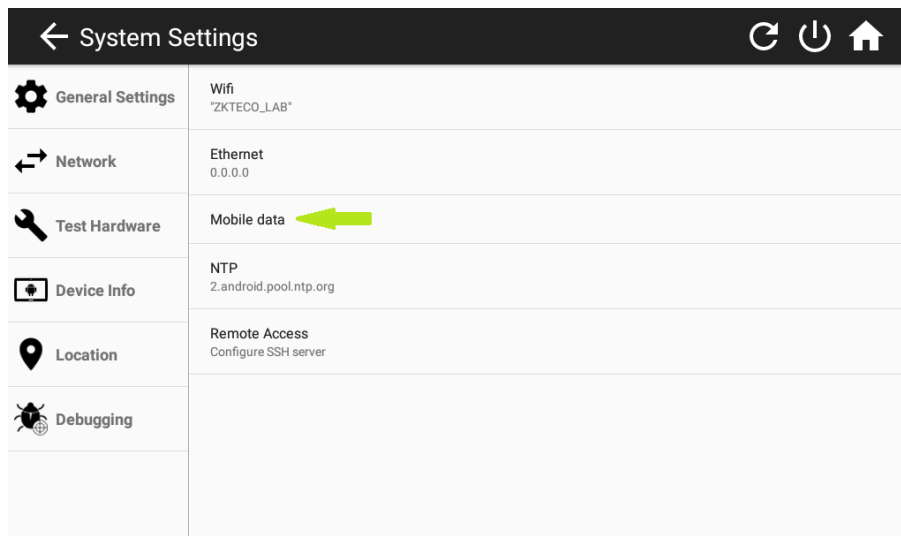 System Settings
General Settings
Network
Test Hardware
Device Info
Location
Debugging
Wifi
"ZKTECO_LAB"
Ethernet
0.0.0.0
Mobile data
NTP
2.android.pool.ntp.org
Remote Access
Configure SSH server